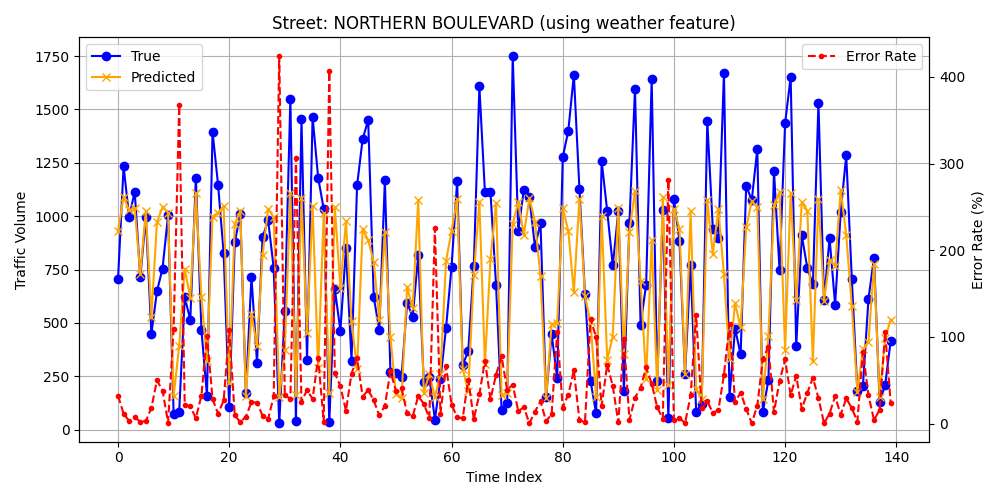 Street: NORTHERN BOULEVARD (using weather feature)
True
Predicted
Error Rate
1750
1500
1250
1000
750
500
250
0
Traffic Volume
400
300
200
100
0
Error Rate (%)
0 20 40 60 80 100 120 140
Time Index